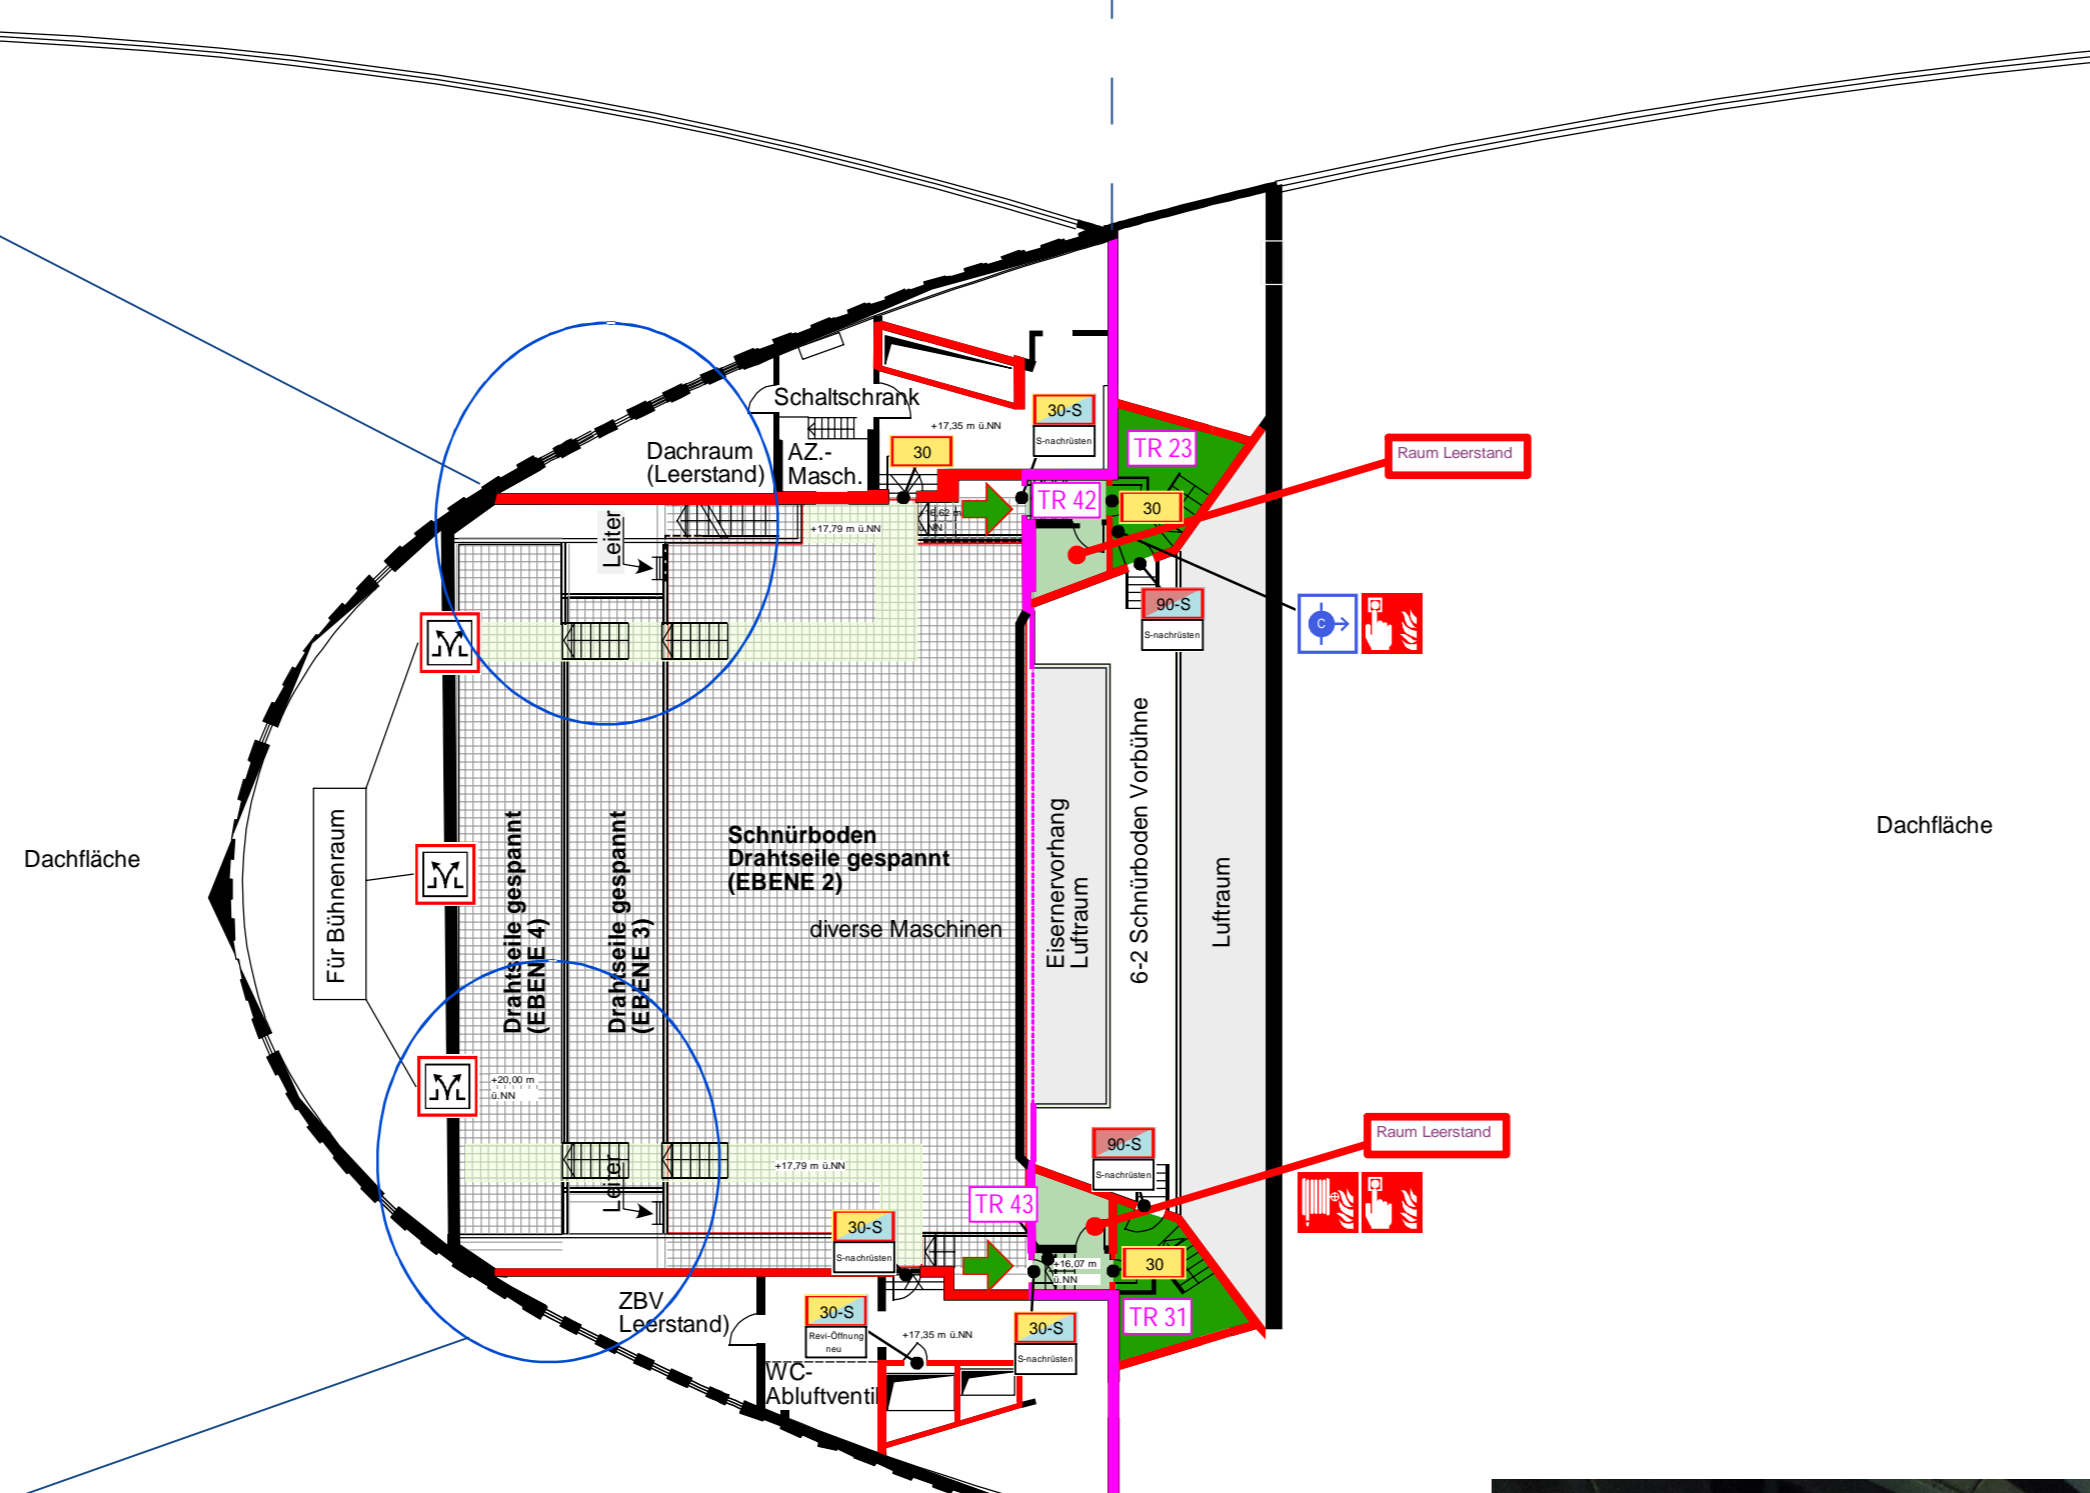 Schaltschrank
30-S
S-nachrüsten
+17,35 m ü.NN
TR 23
Raum Leerstand
Dachraum
(Leerstand)
AZ.-
Masch.
30
TR 42
30
+17,79 m ü.NN
Leiter
90-S
S-nachrüsten
C
Für Bühnenraum
Dachfläche
Drahtseile gespannt
(EBENE 4)
Drahtseile gespannt
(EBENE 3)
Schnürboden
Drahtseile gespannt
(EBENE 2)
diverse Maschinen
Eisernervorhang
Luftraum
6-2 Schnürboden Vorbühne
Luftraum
Dachfläche
+20,00 m
ü.NN
90-S
S-nachrüsten
Raum Leerstand
Leiter
+17,79 m ü.NN
TR 43
30-S
S-nachrüsten
+16,07 m
ü.NN
30
TR 31
ZBV
Leerstand)
30-S
Revi-Öffnung
neu
+17,35 m ü.NN
30-S
S-nachrüsten
WC-
Abluftventil